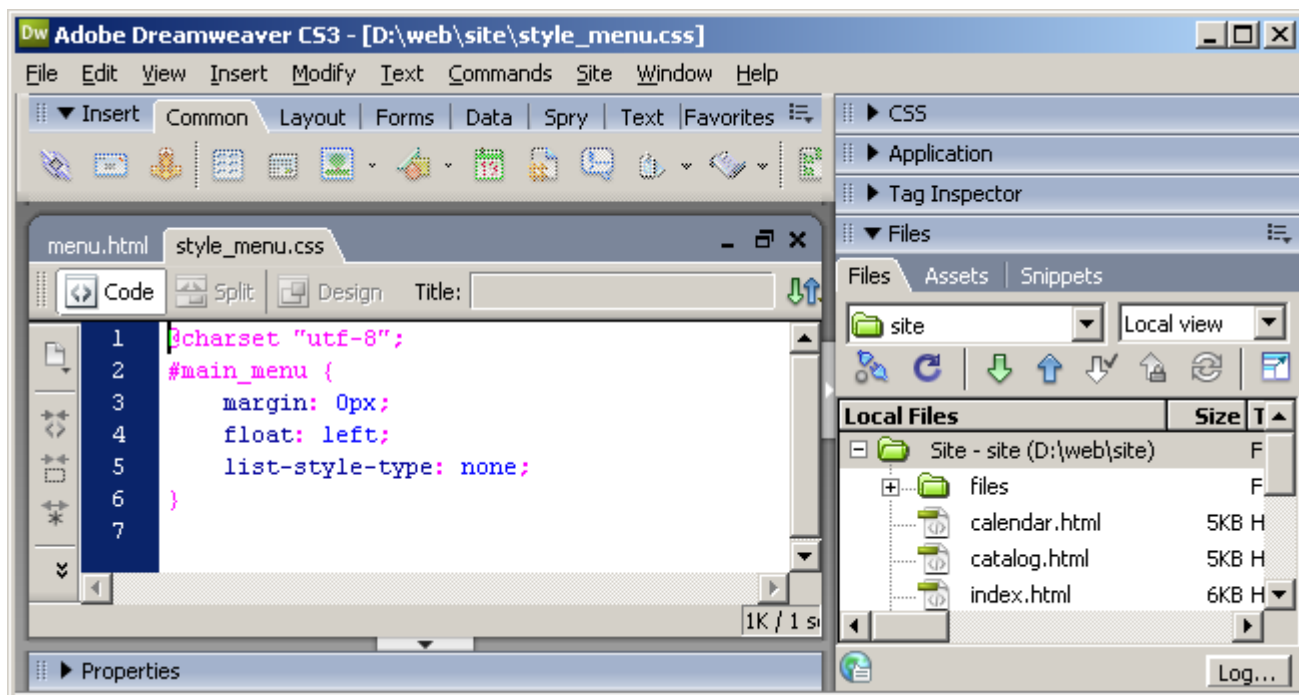 Dw Adobe Dreamweaver CS3 - [D:\web\site\style_menu.css]
File Edit View Insert Modify Text Commands Site Window Help
Insert Common Layout Forms Data Spry Text Favorites
19
menu.html style_menu.css
Code Split Design Title:
1 @charset "utf-8";
2 #main_menu {
3 margin: 0px;
4 float: left;
5 list-style-type: none;
6 }
7
1K / 1 s
Properties
CSS
Application
Tag Inspector
Files
Files Assets Snippets
site Local view
Local Files Size T
Site - site (D:\web\site) F
files F
calendar.html 5KB H
catalog.html 5KB H
index.html 6KB H
Log...